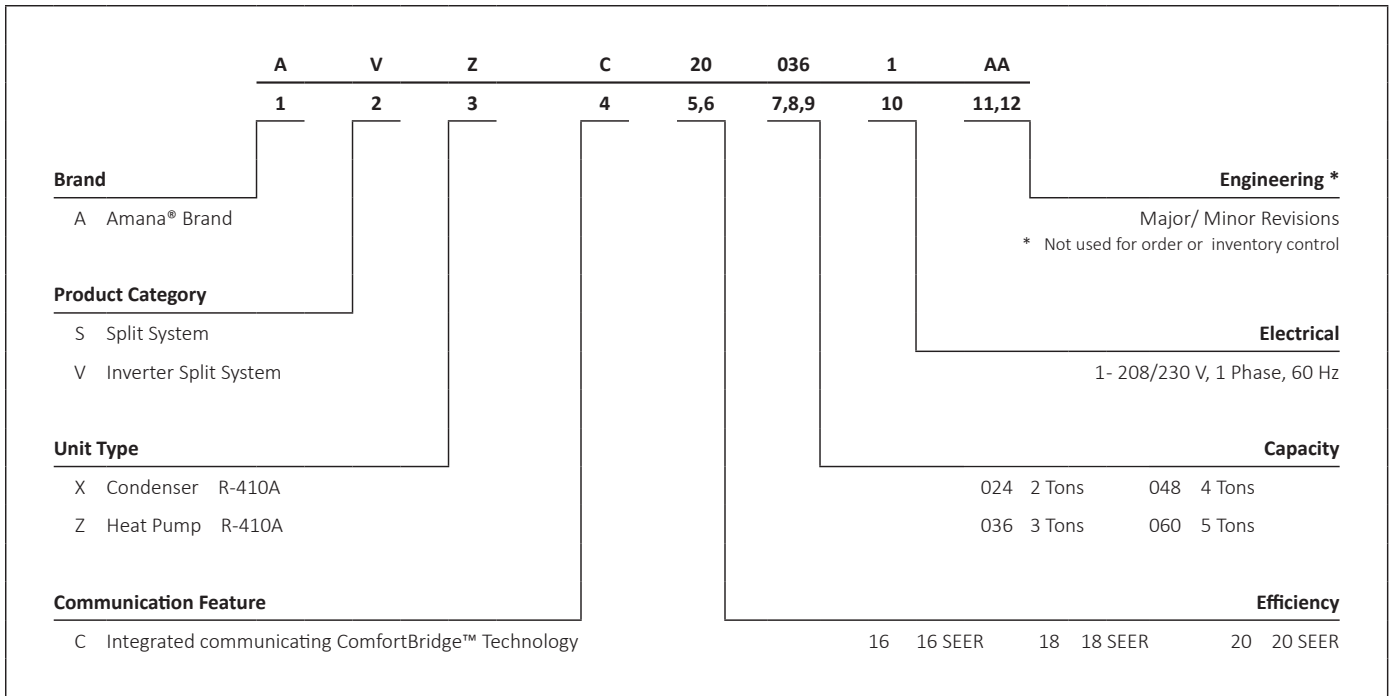 A V Z C 20 036 1 AA
1 2 3 4 5,6 7,8,9 10 11,12
Brand
A Amana® Brand
Engineering *
Major/ Minor Revisions
* Not used for order or inventory control
Product Category
S Split System
V Inverter Split System
Electrical
1- 208/230 V, 1 Phase, 60 Hz
Unit Type
X Condenser R-410A
Z Heat Pump R-410A
Capacity
024 2 Tons 048 4 Tons
036 3 Tons 060 5 Tons
Communication Feature
C Integrated communicating ComfortBridge™ Technology
Efficiency
16 16 SEER 18 18 SEER 20 20 SEER